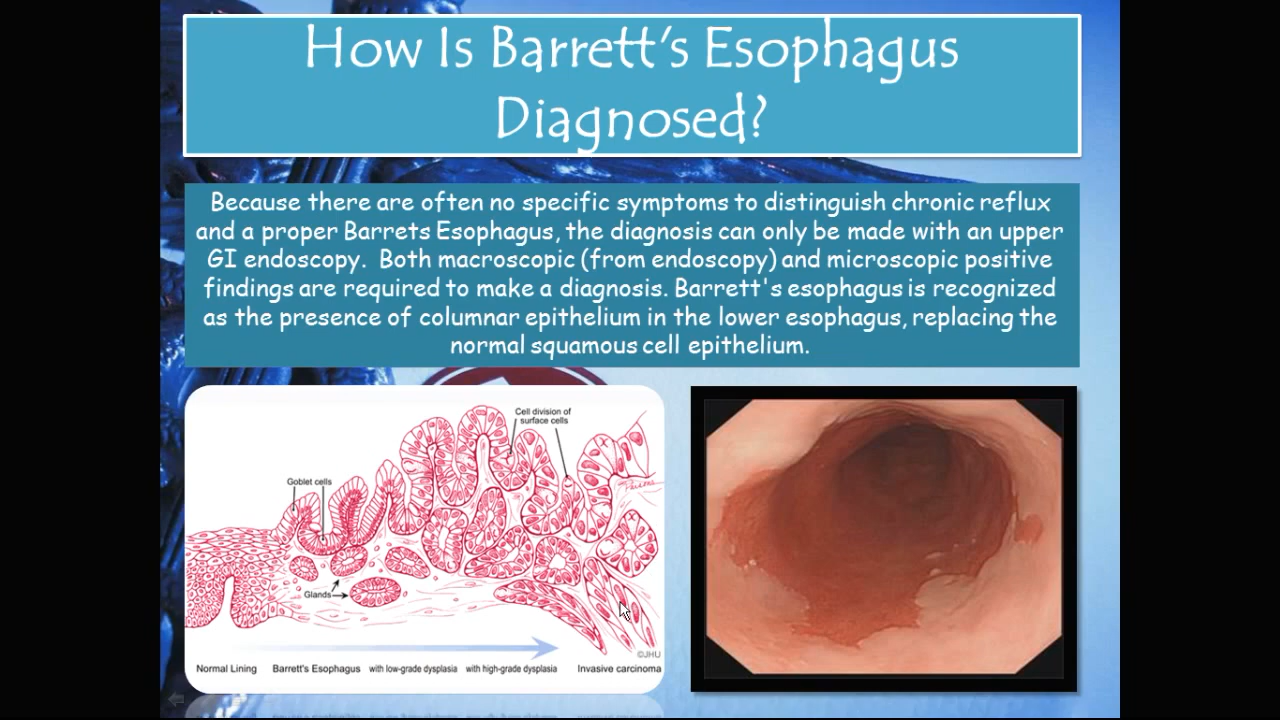 How Is Barrett's Esophagus
Diagnosed?
Because there are often no specific symptoms to distinguish chronic reflux
and a proper Barrets Esophagus, the diagnosis can only be made with an upper
GI endoscopy. Both macroscopic (from endoscopy) and microscopic positive
findings are required to make a diagnosis. Barrett's esophagus is recognized
as the presence of columnar epithelium in the lower esophagus, replacing the
normal squamous cell epithelium.
Cell division of
surface cells
Goblet cells
Glands
©JHU
Normal Lining Barrett's Esophagus with low-grade dysplasia with high-grade dysplasia Invasive carcinoma